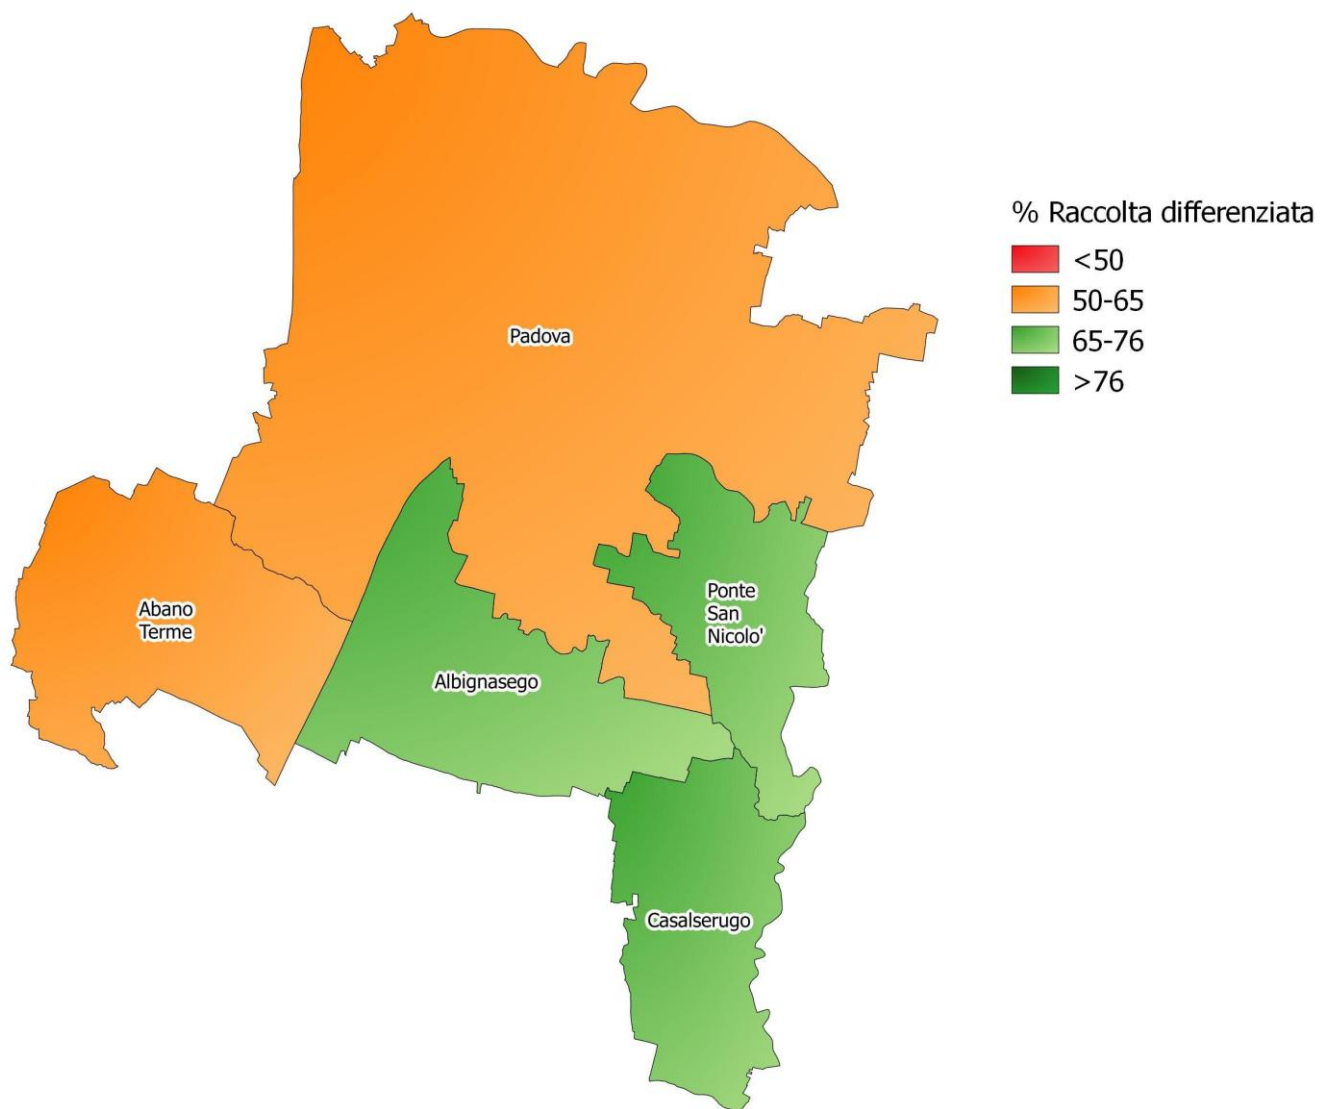 % Raccolta differenziata
<50
50-65
65-76
>76
Padova
Abano
Terme
Ponte
San
Nicolo'
Albignasego
Casalserugo